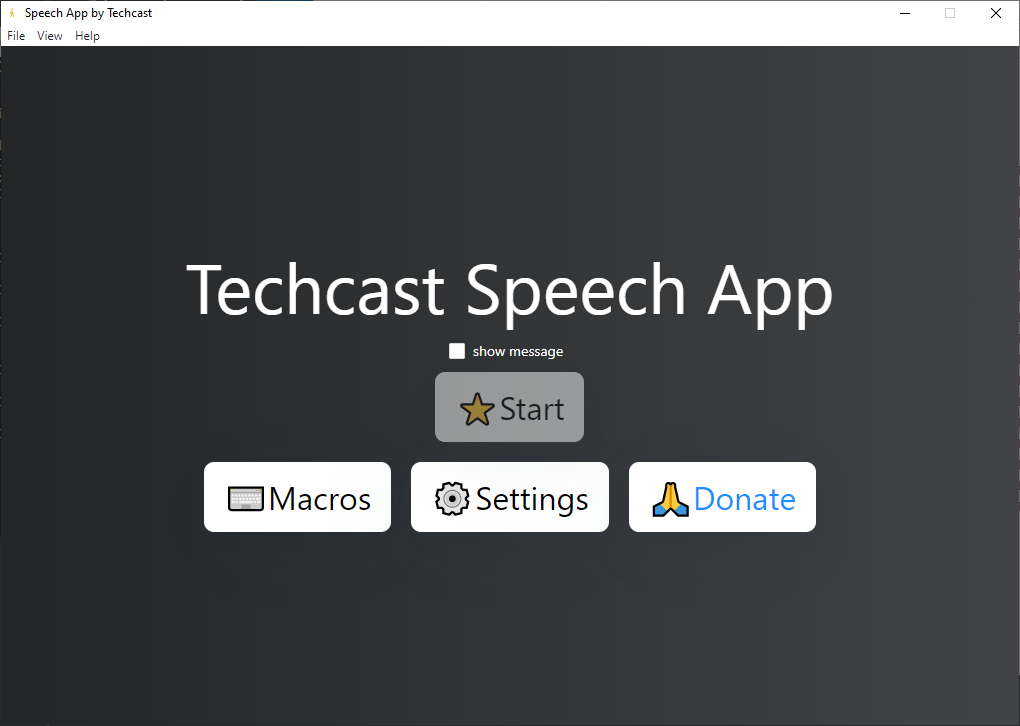 Speech App by Techcast
File View Help
Techcast Speech App
show message
Start
Macros Settings Donate